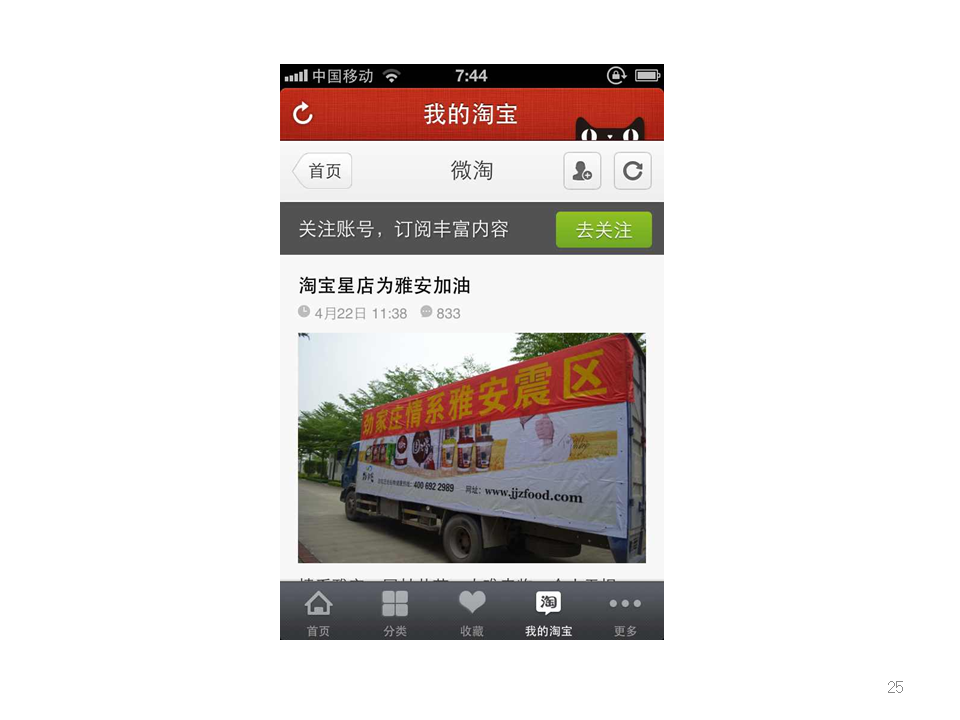 中国移动 7:44
我的淘宝
首页 微淘
关注账号，订阅丰富内容 去关注
淘宝星店为雅安加油
4月22日 11:38 833
劲家庄情系雅安震区
400 692 2989 网址：www.jjzfood.com
首页 分类 收藏 我的淘宝 更多
淘
25